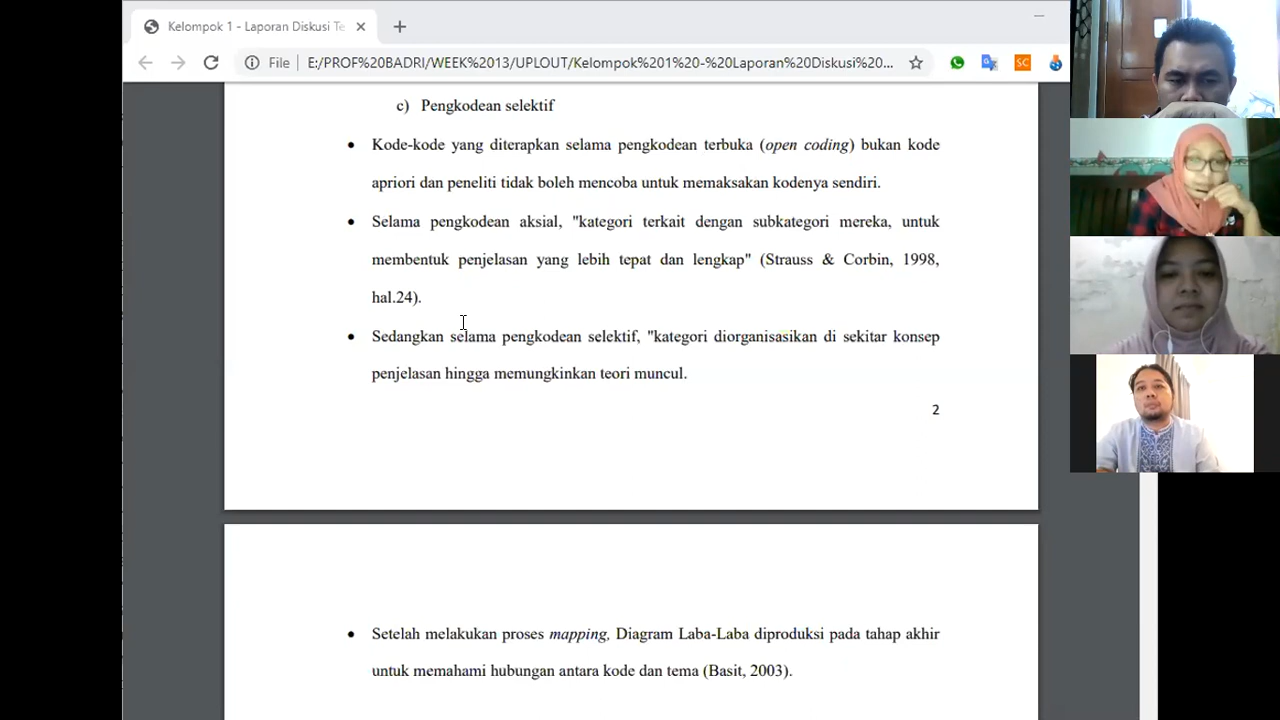 Kelompok 1 - Laporan Diskusi Te
File
E:/PROF%20BADRI/WEEK%2013/UPLOUT/Kelompok%201%20-%20Laporan%20Diskusi%20...
SC
c) Pengkodean selektif
• Kode-kode yang diterapkan selama pengkodean terbuka (open coding) bukan kode
apriori dan peneliti tidak boleh mencoba untuk memaksakan kodenya sendiri.
• Selama pengkodean aksial, "kategori terkait dengan subkategori mereka, untuk
membentuk penjelasan yang lebih tepat dan lengkap" (Strauss & Corbin, 1998,
hal.24).
• Sedangkan selama pengkodean selektif, "kategori diorganisasikan di sekitar konsep
penjelasan hingga memungkinkan teori muncul.
2
• Setelah melakukan proses mapping, Diagram Laba-Laba diproduksi pada tahap akhir
untuk memahami hubungan antara kode dan tema (Basit, 2003).